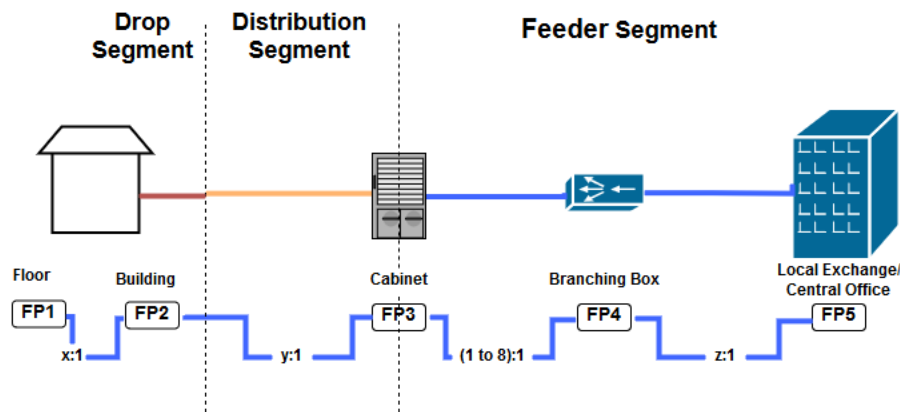 Drop
Segment
Distribution
Segment
Feeder Segment
Floor
Building
Cabinet
Branching Box
Local Exchange/
Central Office
FP1
FP2
FP3
FP4
FP5
x:1
y:1
(1 to 8):1
z:1